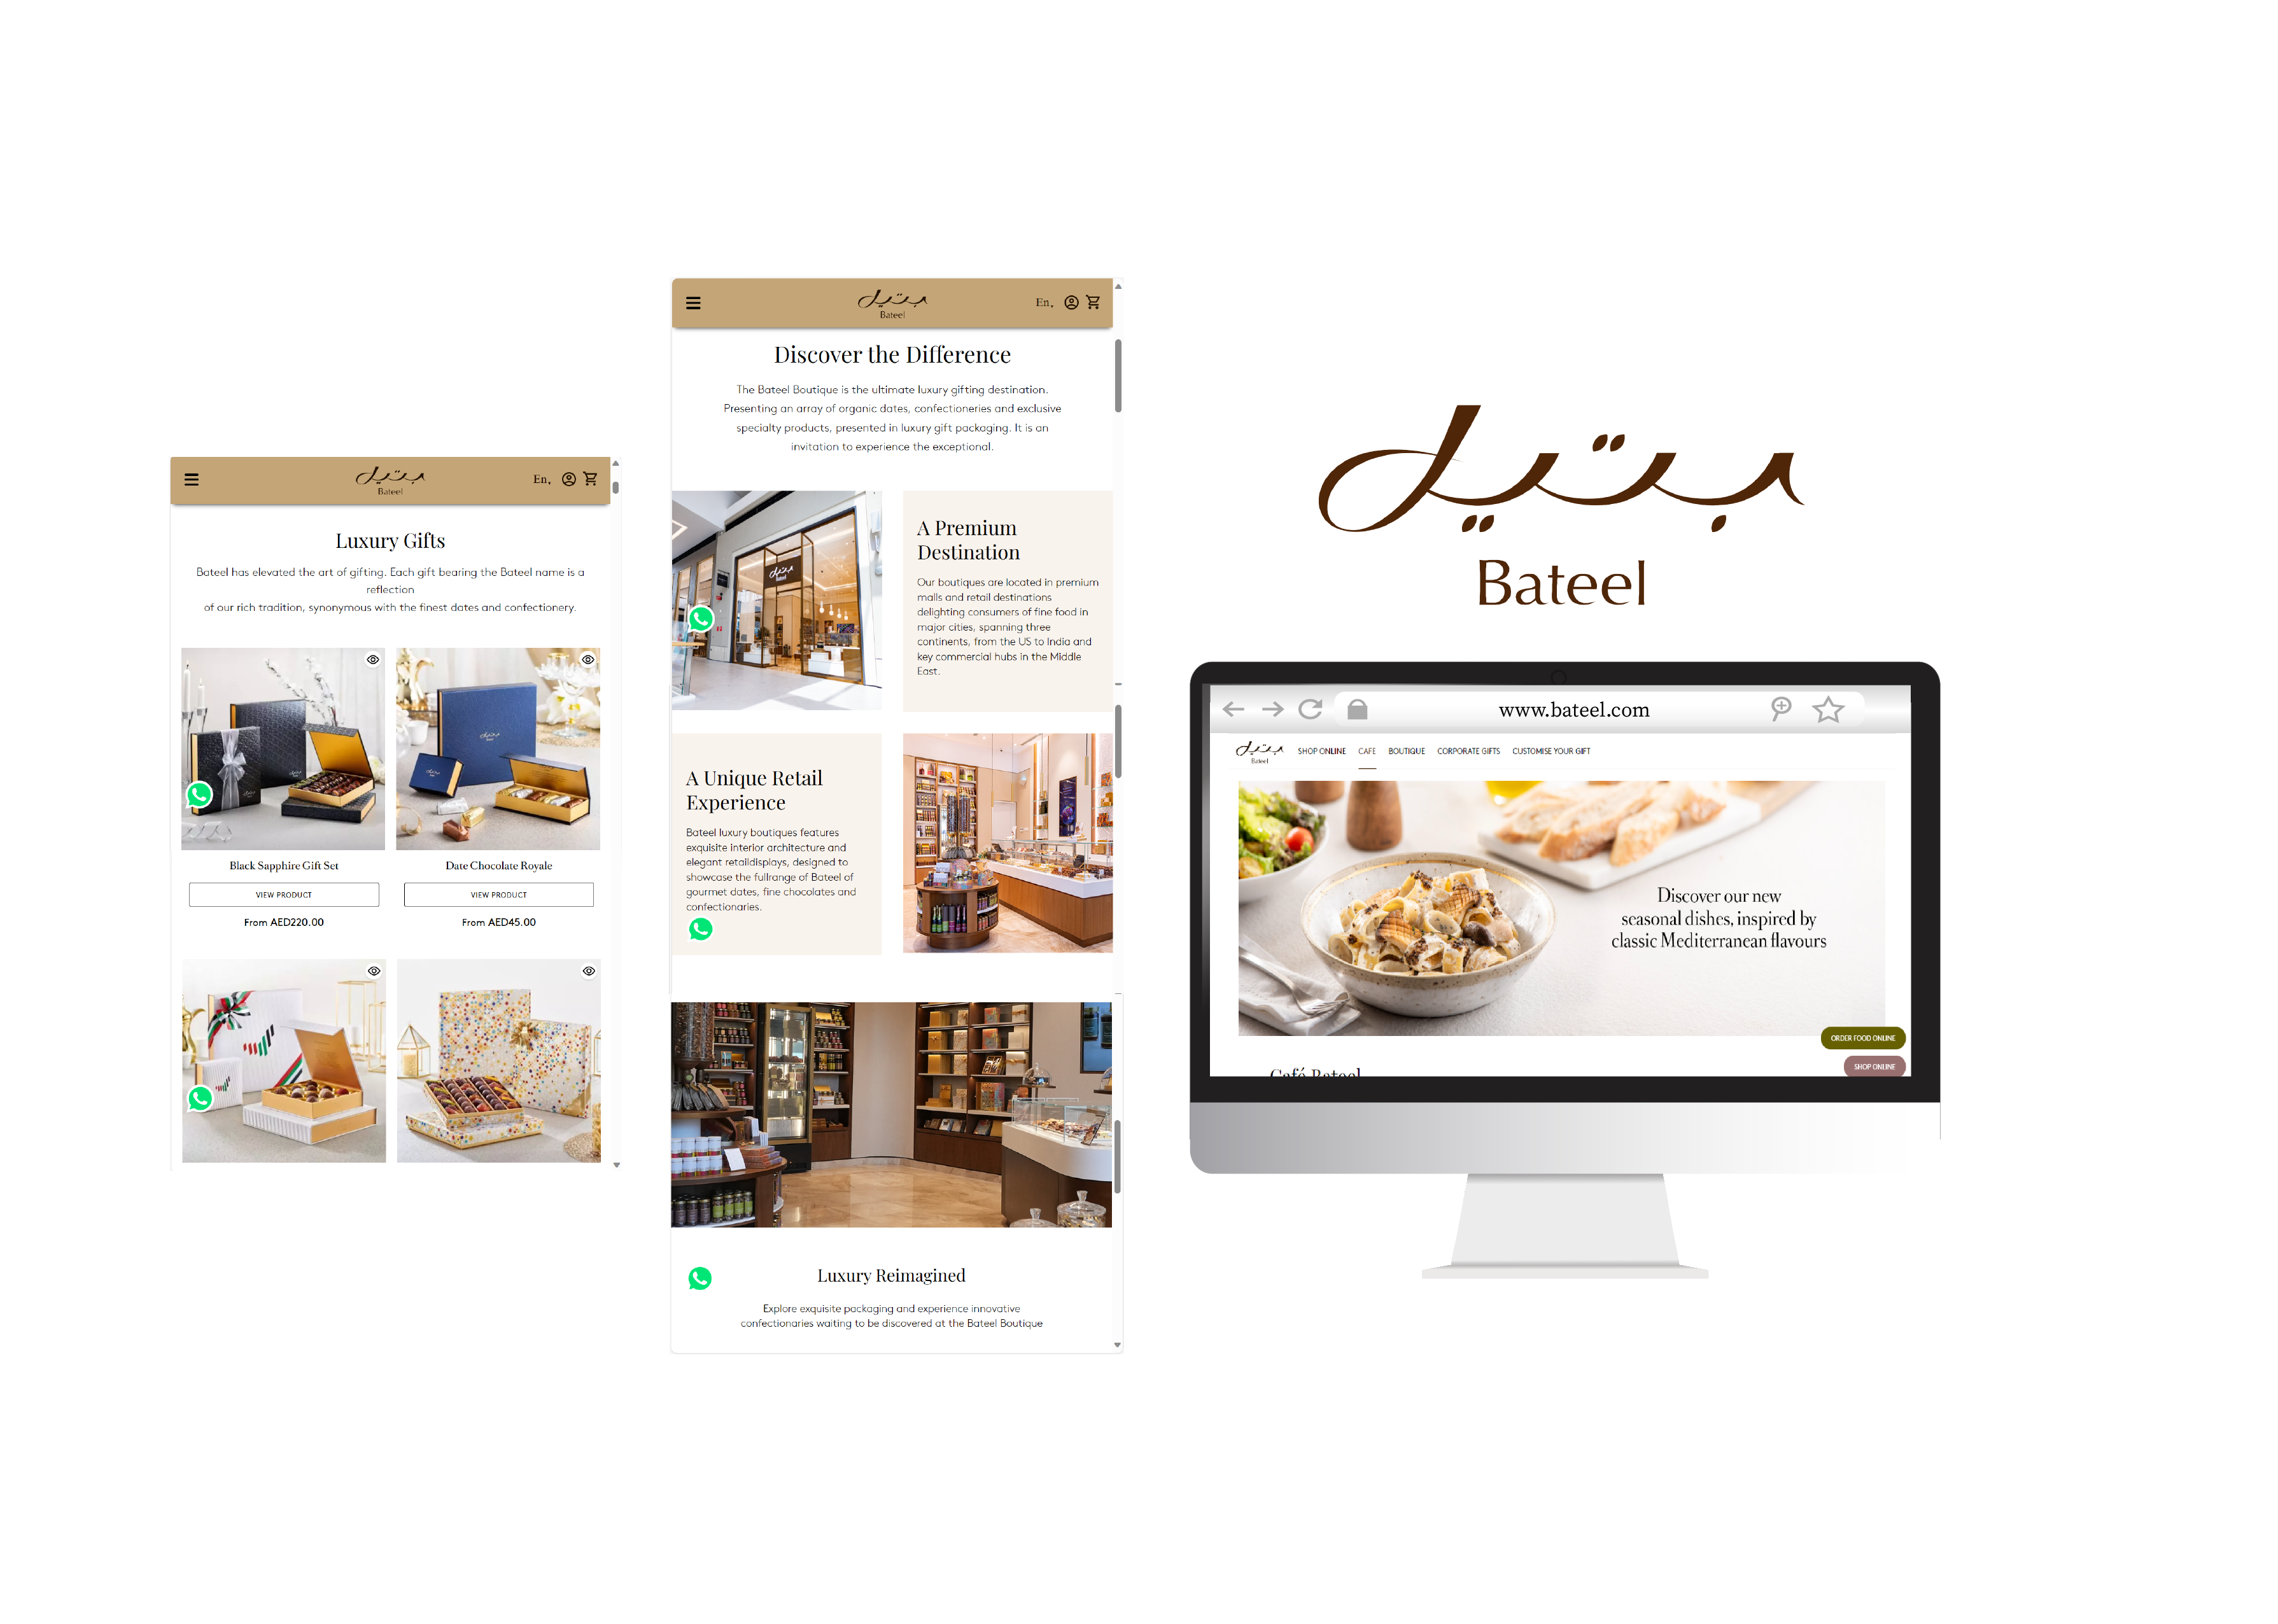 بتيل
Bateel
En.
Luxury Gifts
Bateel has elevated the art of gifting. Each gift bearing the Bateel name is a
reflection
of our rich tradition, synonymous with the finest dates and confectionery.
Black Sapphire Gift Set
VIEW PRODUCT
From AED220.00
Date Chocolate Royale
VIEW PRODUCT
From AED45.00
بتيل
Bateel
En.
Discover the Difference
The Bateel Boutique is the ultimate luxury gifting destination.
Presenting an array of organic dates, confectioneries and exclusive
specialty products, presented in luxury gift packaging. It is an
invitation to experience the exceptional.
بتيل
Bateel
A Premium
Destination
Our boutiques are located in premium
malls and retail destinations
delighting consumers of fine food in
major cities, spanning three
continents, from the US to India and
key commercial hubs in the Middle
East.
A Unique Retail
Experience
Bateel luxury boutiques features
exquisite interior architecture and
elegant retaildisplays, designed to
showcase the fullrange of Bateel of
gourmet dates, fine chocolates and
confectionaries.
Luxury Reimagined
Explore exquisite packaging and experience innovative
confectionaries waiting to be discovered at the Bateel Boutique
بتيل
Bateel
www.bateel.com
بتيل
Bateel
SHOP ONLINE CAFE BOUTIQUE CORPORATE GIFTS CUSTOMISE YOUR GIFT
Discover our new
seasonal dishes, inspired by
classic Mediterranean flavours
ORDER FOOD ONLINE
SHOP ONLINE
Café Bateel